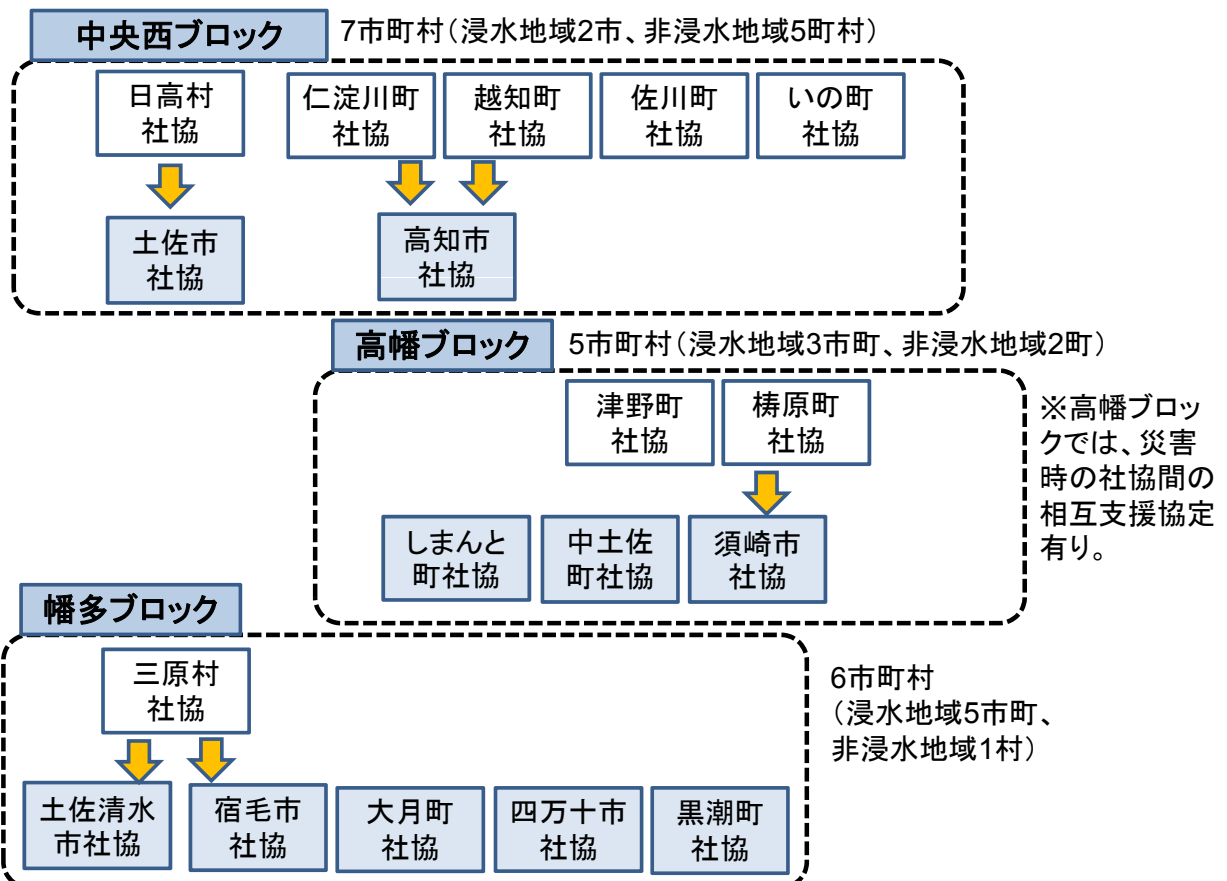 中央西ブロック
7市町村(浸水地域2市、非浸水地域5町村)
日高村
社協
仁淀川町
社協
越知町
社協
佐川町
社協
いの町
社協
土佐市
社協
高知市
社協
高幡ブロック
5市町村(浸水地域3市町、非浸水地域2町)
津野町
社協
梼原町
社協
しまんと
町社協
中土佐
町社協
須崎市
社協
※高幡ブロッ
クでは、災害
時の社協間の
相互支援協定
有り。
幡多ブロック
三原村
社協
土佐清水
市社協
宿毛市
社協
大月町
社協
四万十市
社協
黒潮町
社協
6市町村
(浸水地域5市町、
非浸水地域1村)